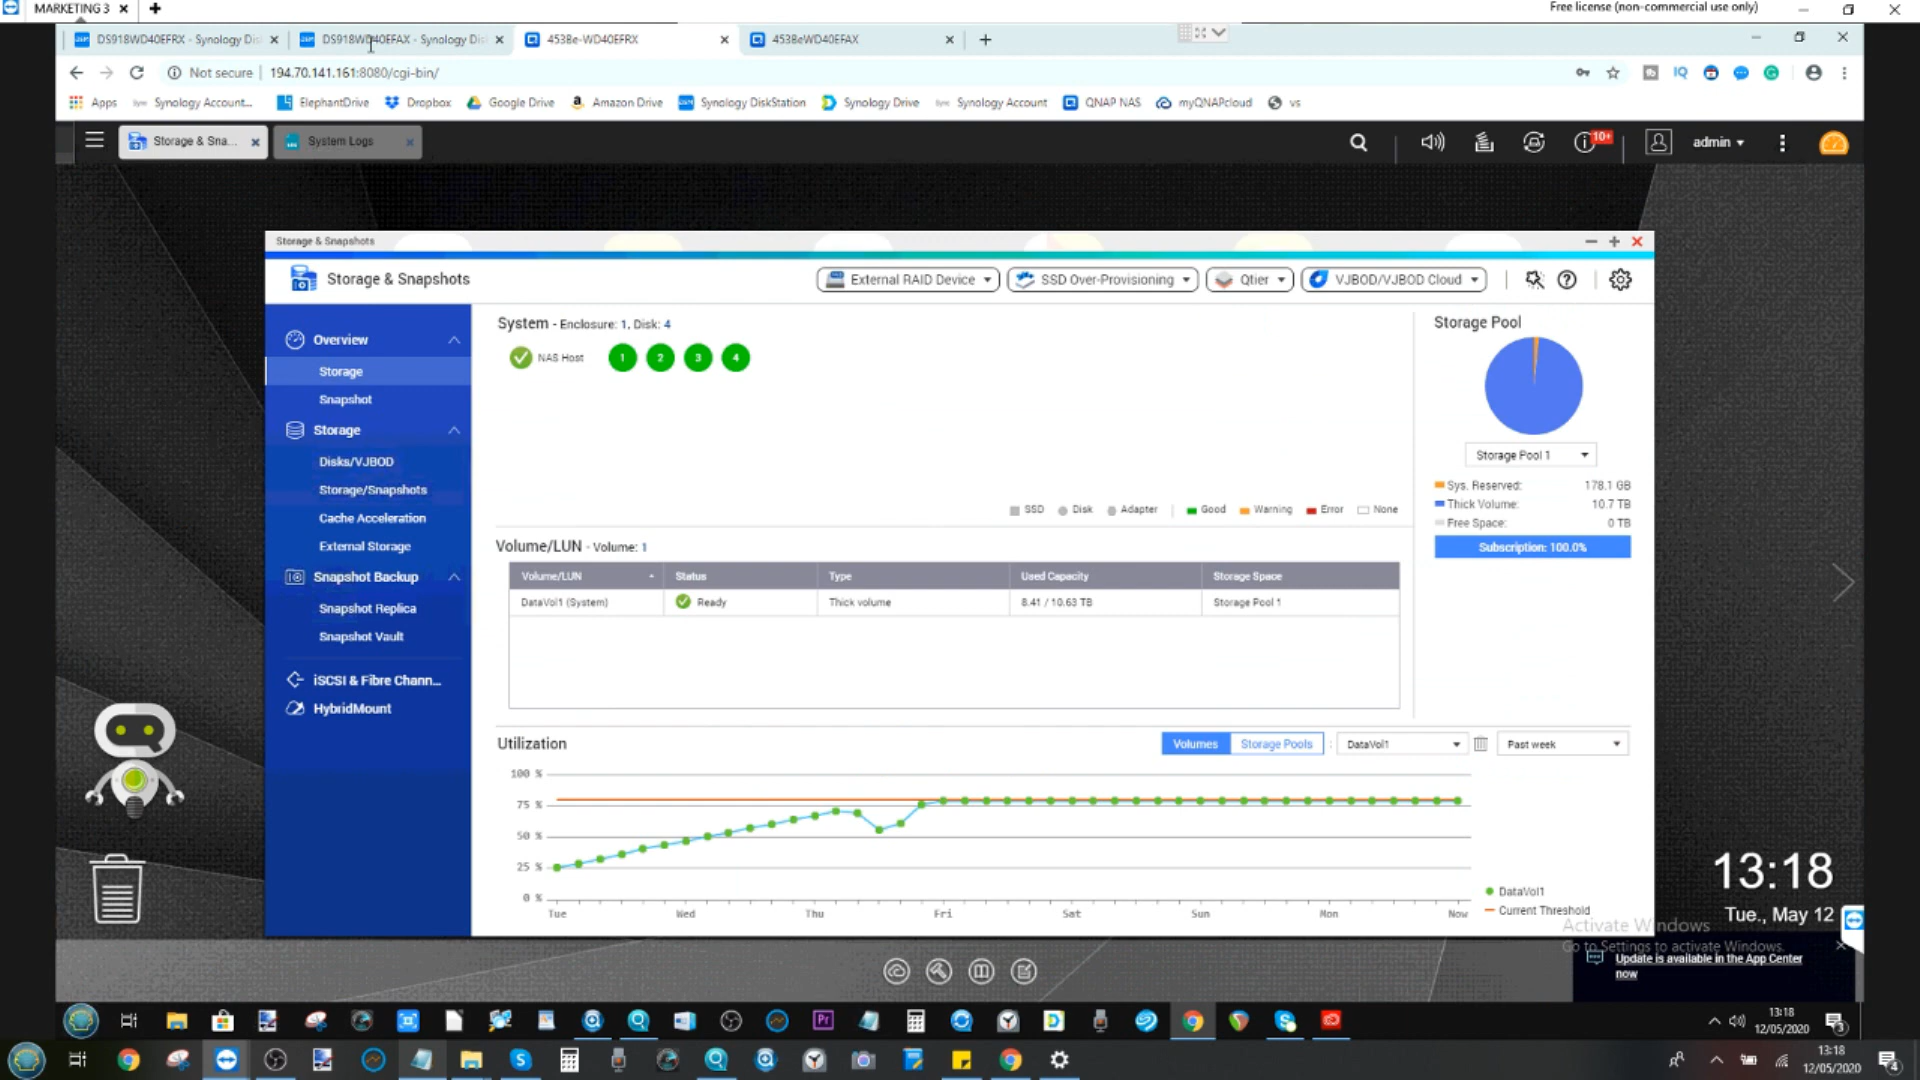 MARKETING 3
Free license (non-commercial use only)
DS918WD40EFRX - Synology Dis
DS918WD40EFAX - Synology Dis
453Be-WD40EFRX
453BeWD40EFAX
Not secure
194.70.141.161:8080/cgi-bin/
Apps
Synology Account...
ElephantDrive
Dropbox
Google Drive
Amazon Drive
Synology DiskStation
Synology Drive
Synology Account
QNAP NAS
myQNAPcloud
vs
Storage & Sna...
System Logs
10+
admin
Storage & Snapshots
Storage & Snapshots
External RAID Device
SSD Over-Provisioning
Qtier
VJBOD/VJBOD Cloud
Overview
Storage
Snapshot
Storage
Disks/VJBOD
Storage/Snapshots
Cache Acceleration
External Storage
Snapshot Backup
Snapshot Replica
Snapshot Vault
iSCSI & Fibre Chann...
HybridMount
System - Enclosure: 1, Disk: 4
NAS Host 1 2 3 4
SSD Disk Adapter Good Warning Error None
Storage Pool
Storage Pool 1
Sys. Reserved: 178.1 GB
Thick Volume: 10.7 TB
Free Space: 0 TB
Subscription: 100.0%
Volume/LUN - Volume: 1
Volume/LUN Status Type Used Capacity Storage Space
DataVol1 (System) Ready Thick volume 8.41 / 10.63 TB Storage Pool 1
Utilization
Volumes Storage Pools : DataVol1 Past week
100 %
75 %
50 %
25 %
0 %
Tue Wed Thu Fri Sat Sun Mon Now
DataVol1
Current Threshold
13:18
Tue., May 12
Activate Windows
Go to Settings to activate Windows.
Update is available in the App Center
now
13:18
12/05/2020
3
13:18
12/05/2020
4